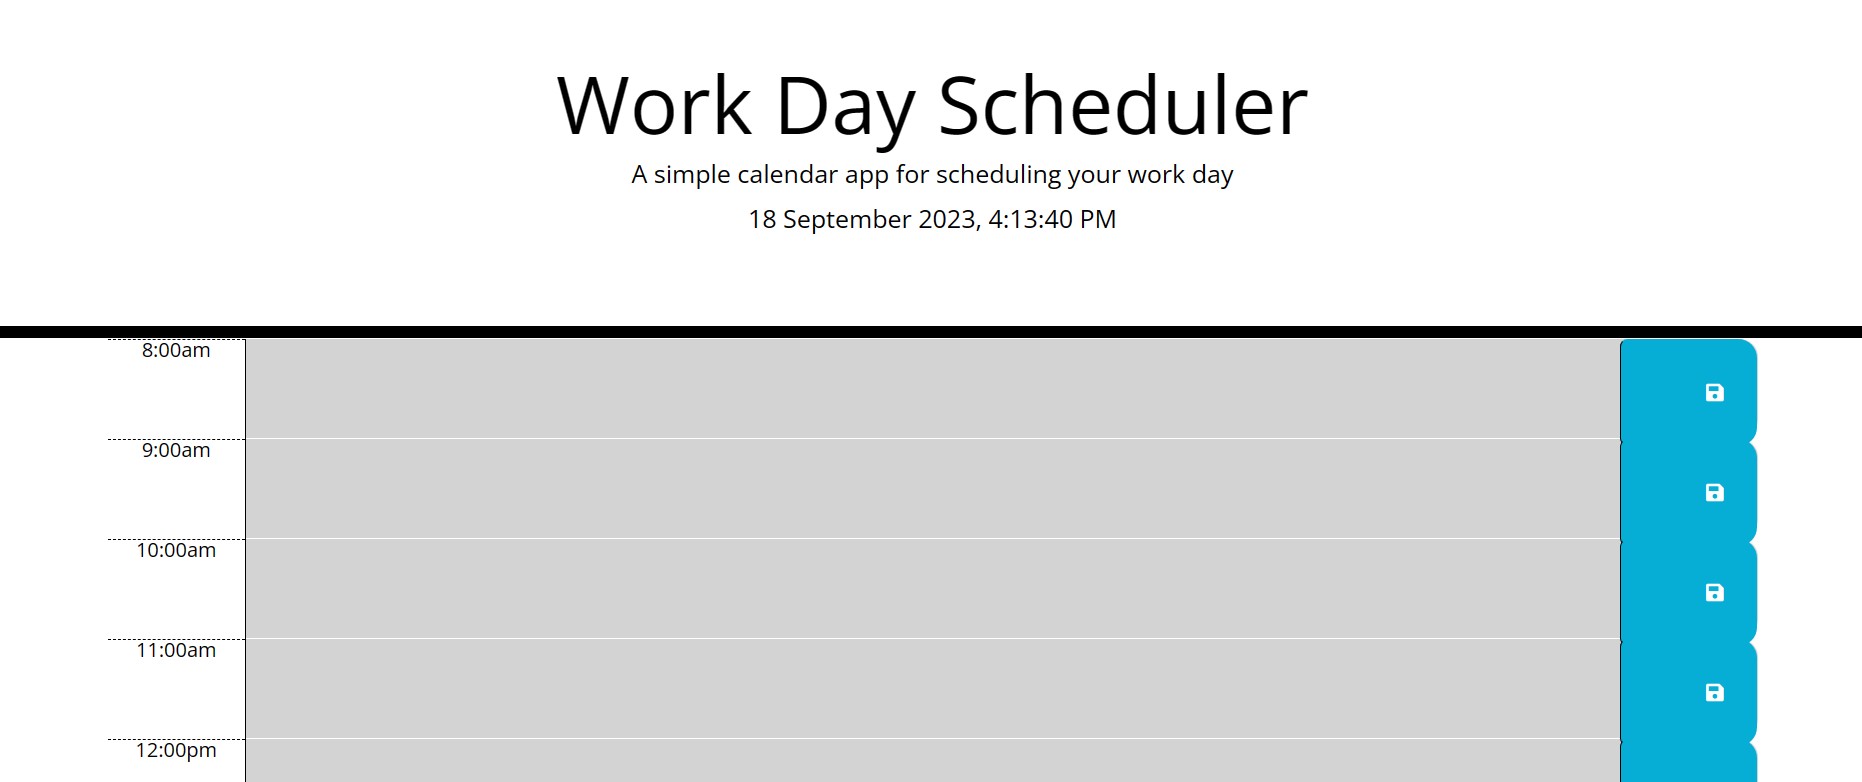 Work Day Scheduler
A simple calendar app for scheduling your work day
18 September 2023, 4:13:40 PM
8:00am
9:00am
10:00am
11:00am
12:00pm